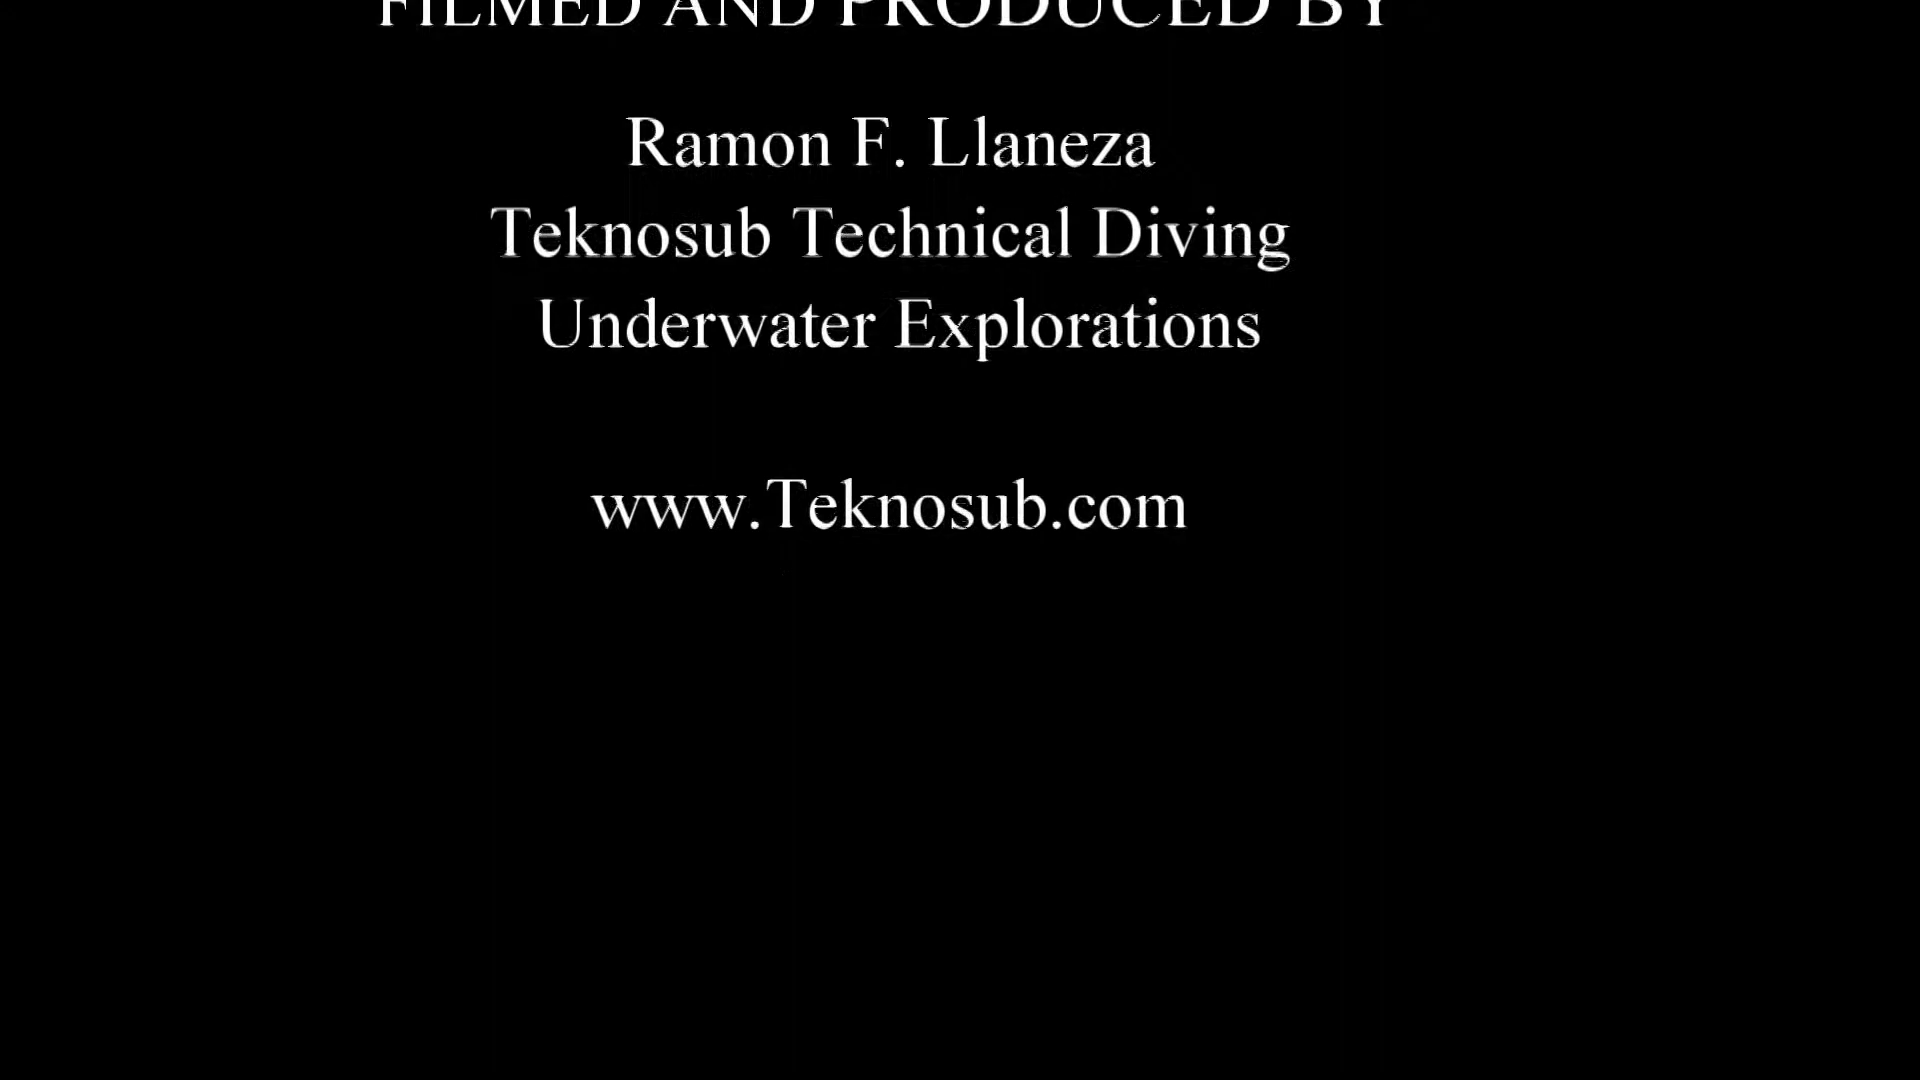 FILMED AND PRODUCED BY
Ramon F. Llaneza
Teknosub Technical Diving
Underwater Explorations
www.Teknosub.com